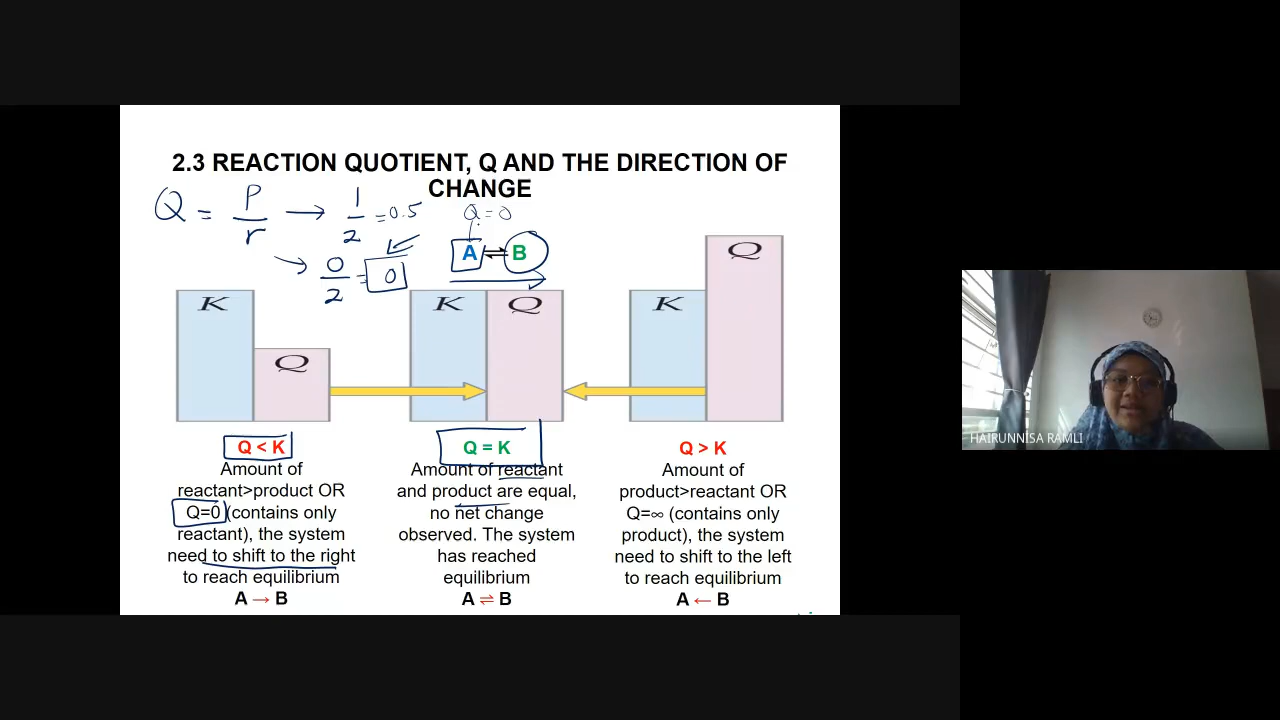 2.3 REACTION QUOTIENT, Q AND THE DIRECTION OF
CHANGE
Q = P/r → 1/2 = 0.5
→ 0/2 = 0
Q = 0
A ⇌ B
K
Q
K
Q
K
Q
Q < K
Amount of
reactant>product OR
Q=0 (contains only
reactant), the system
need to shift to the right
to reach equilibrium
A → B
Q = K
Amount of reactant
and product are equal,
no net change
observed. The system
has reached
equilibrium
A ⇌ B
Q > K
Amount of
product>reactant OR
Q=∞ (contains only
product), the system
need to shift to the left
to reach equilibrium
A ← B
HAIRUNNISA RAMLI